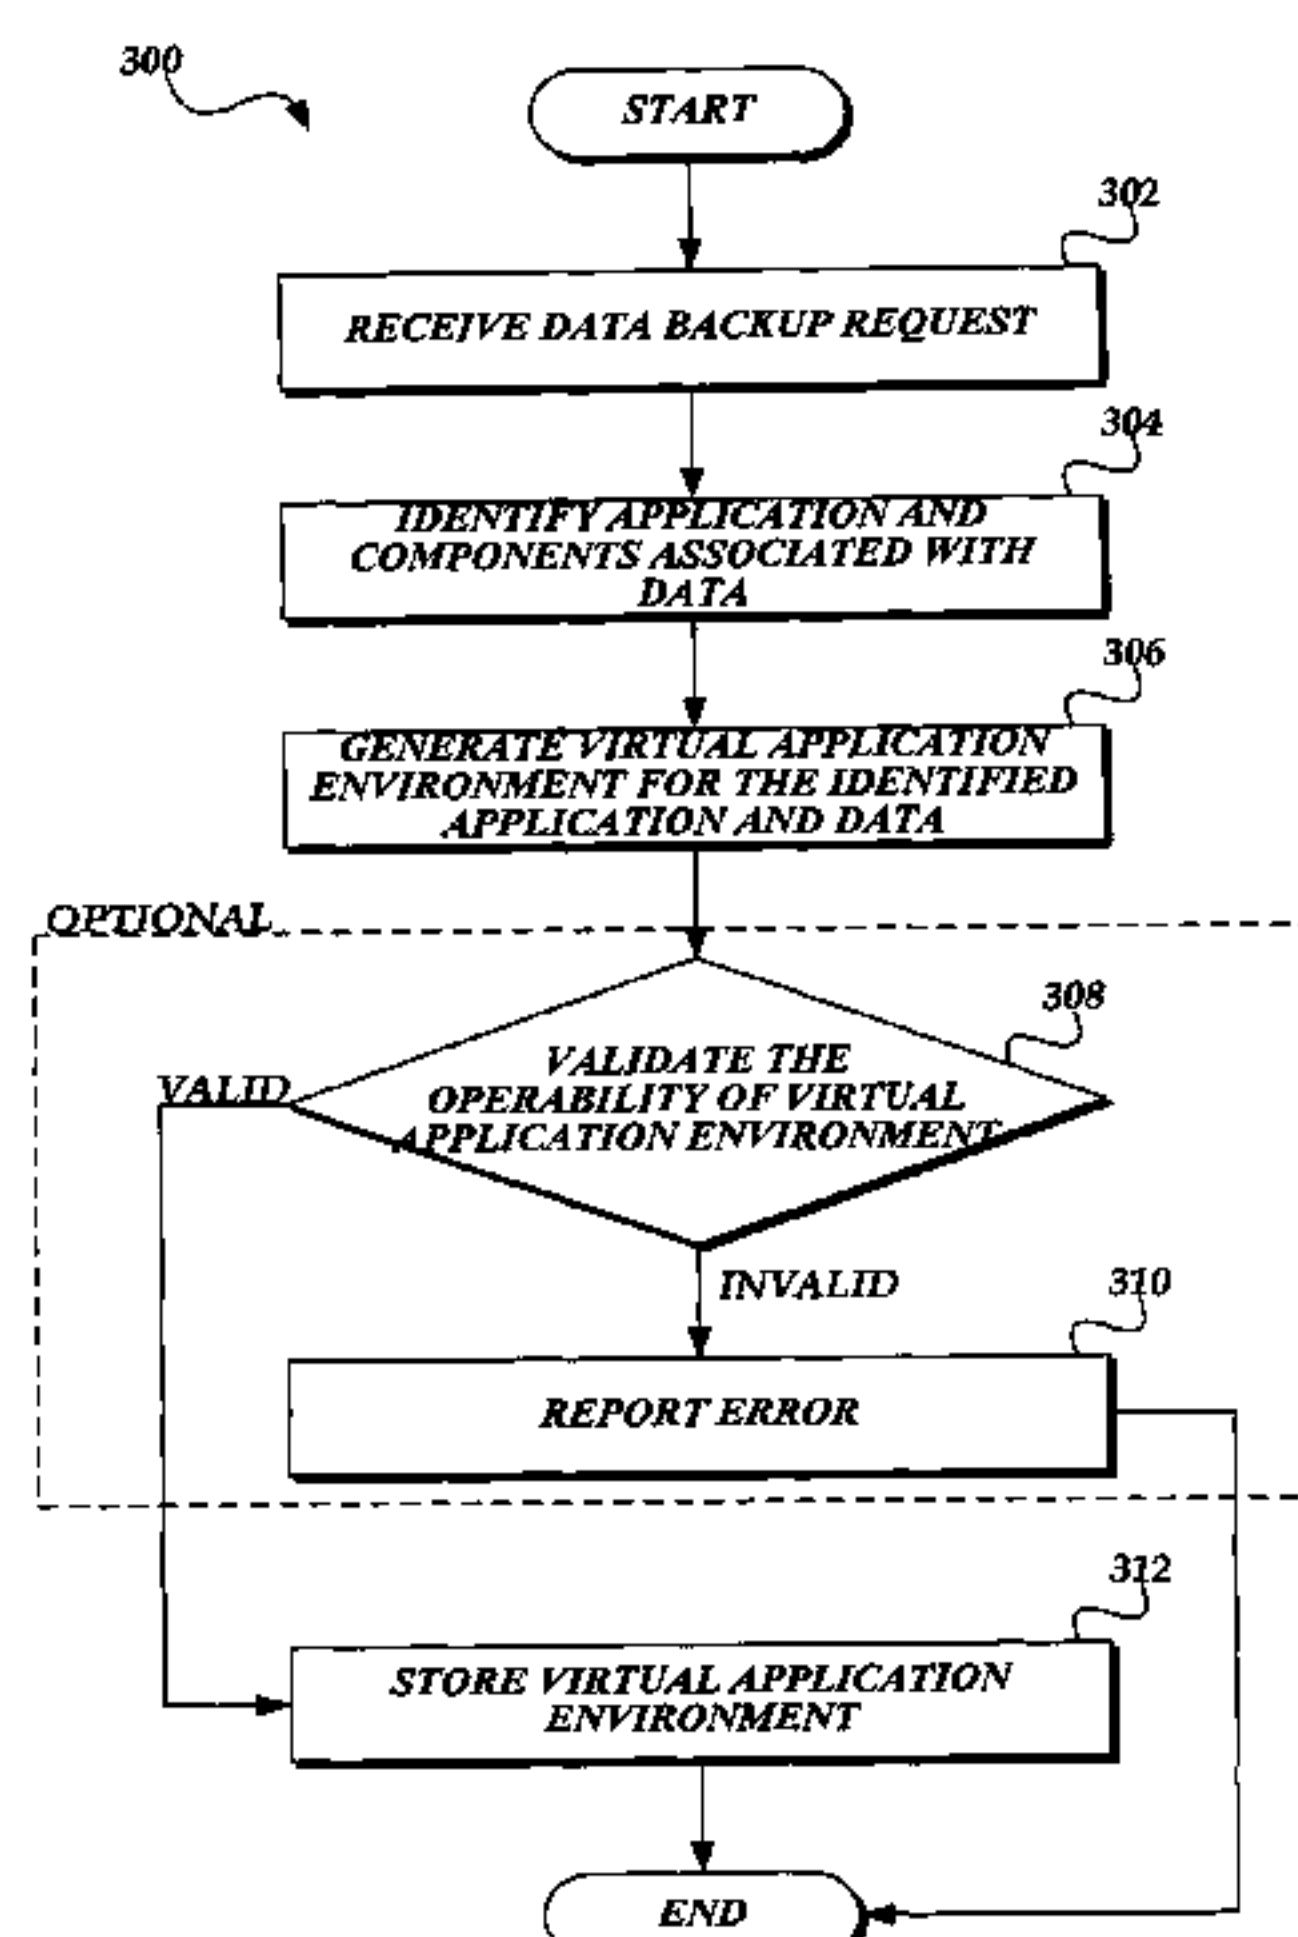 300
START
302
RECEIVE DATA BACKUP REQUEST
304
IDENTIFY APPLICATION AND
COMPONENTS ASSOCIATED WITH
DATA
306
GENERATE VIRTUAL APPLICATION
ENVIRONMENT FOR THE IDENTIFIED
APPLICATION AND DATA
OPTIONAL
308
VALIDATE THE
OPERABILITY OF VIRTUAL
APPLICATION ENVIRONMENT
VALID
INVALID
310
REPORT ERROR
312
STORE VIRTUAL APPLICATION
ENVIRONMENT
END